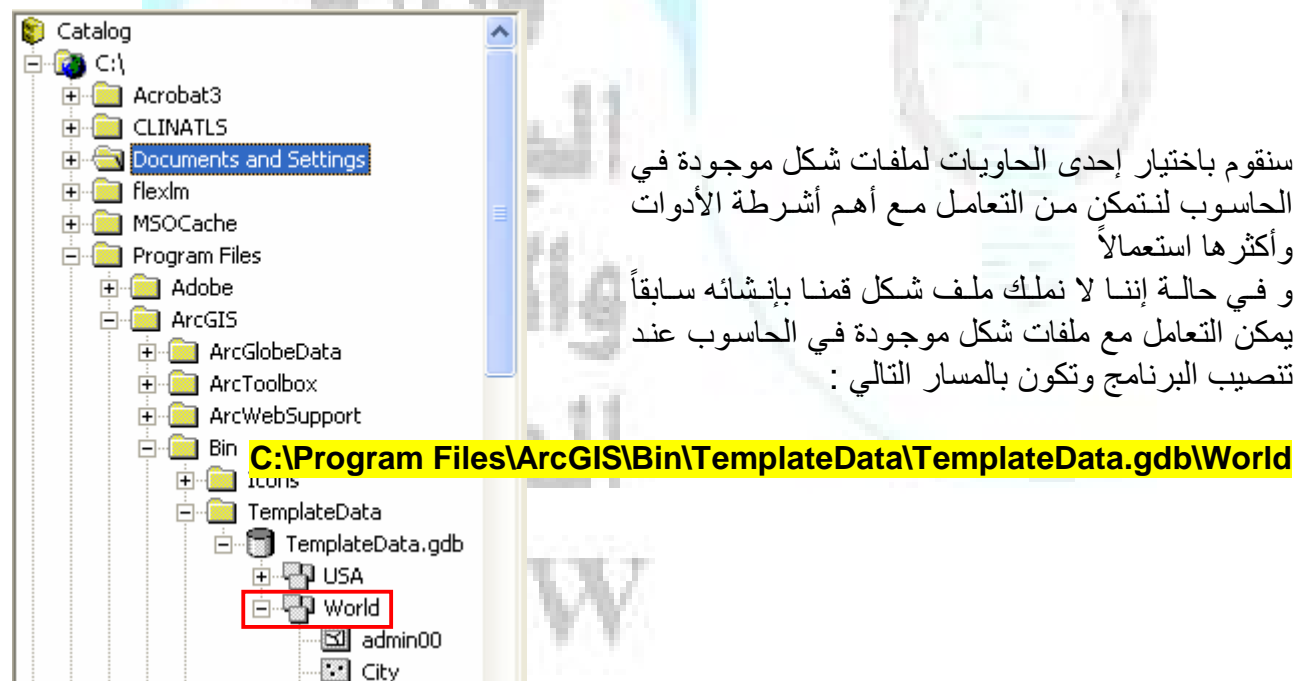 Catalog
C:\
Acrobat3
CLINATLS
Documents and Settings
flexlm
MSOCache
Program Files
Adobe
ArcGIS
ArcGlobeData
ArcToolbox
ArcWebSupport
Bin
Icons
TemplateData
TemplateData.gdb
USA
World
admin00
City
سنقوم باختيار إحدى الحاويات لملفات شكل موجودة في
الحاسوب لنتمكن من التعامل مع أهم أشرطة الأدوات
وأكثرها استعمالاً
و في حالة إننا لا نملك ملف شكل قمنا بإنشائه سابقاً
يمكن التعامل مع ملفات شكل موجودة في الحاسوب عند
تنصيب البرنامج وتكون بالمسار التالي :
C:\Program Files\ArcGIS\Bin\TemplateData\TemplateData.gdb\World
W